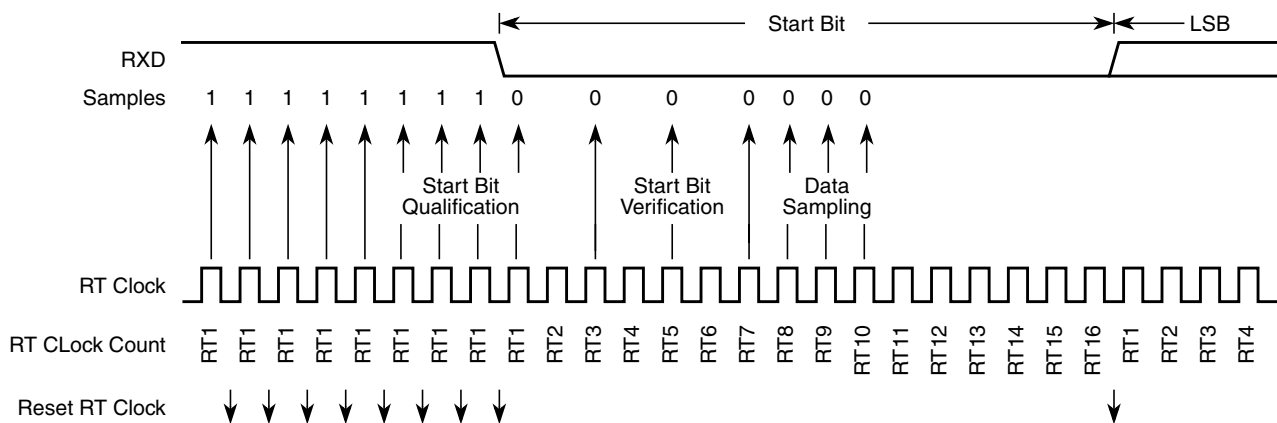 Start Bit LSB
RXD
Samples 1 1 1 1 1 1 1 1 0 0 0 0 0 0 0
Start Bit Qualification
Start Bit Verification
Data Sampling
RT Clock
RT CLock Count RT1 RT1 RT1 RT1 RT1 RT1 RT1 RT1 RT1 RT2 RT3 RT4 RT5 RT6 RT7 RT8 RT9 RT10 RT11 RT12 RT13 RT14 RT15 RT16 RT1 RT2 RT3 RT4
Reset RT Clock